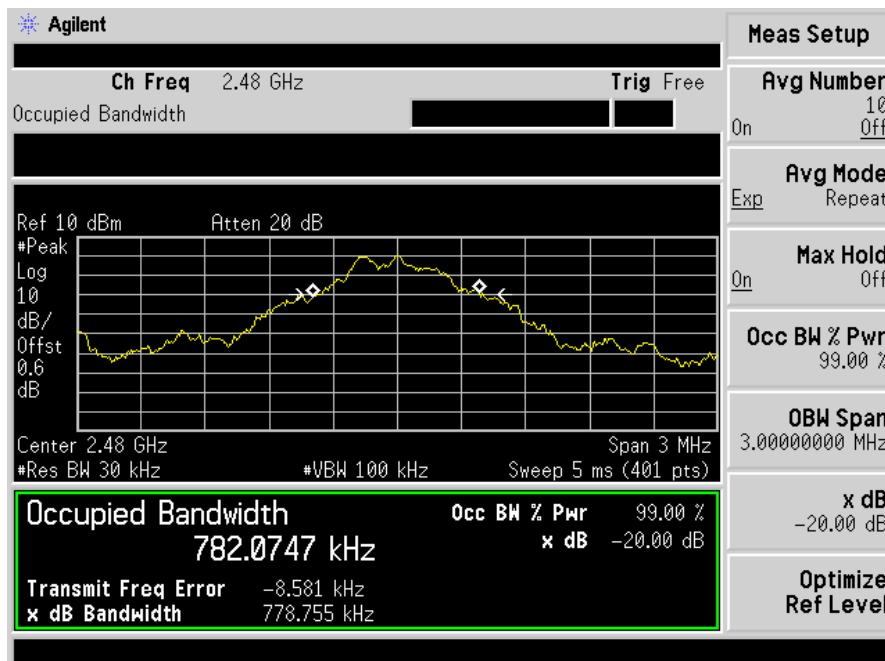 Agilent
Meas Setup
Ch Freq 2.48 GHz Trig Free
Occupied Bandwidth
Avg Number
10
On Off
Avg Mode
Exp Repeat
Max Hold
On Off
Occ BW % Pwr
99.00 %
OBW Span
3.00000000 MHz
x dB
-20.00 dB
Optimize
Ref Level
Ref 10 dBm Atten 20 dB
#Peak
Log
10
dB/
Offst
0.6
dB
Center 2.48 GHz Span 3 MHz
#Res BW 30 kHz #VBW 100 kHz Sweep 5 ms (401 pts)
Occupied Bandwidth Occ BW % Pwr 99.00 %
782.0747 kHz x dB -20.00 dB
Transmit Freq Error -8.581 kHz
x dB Bandwidth 778.755 kHz